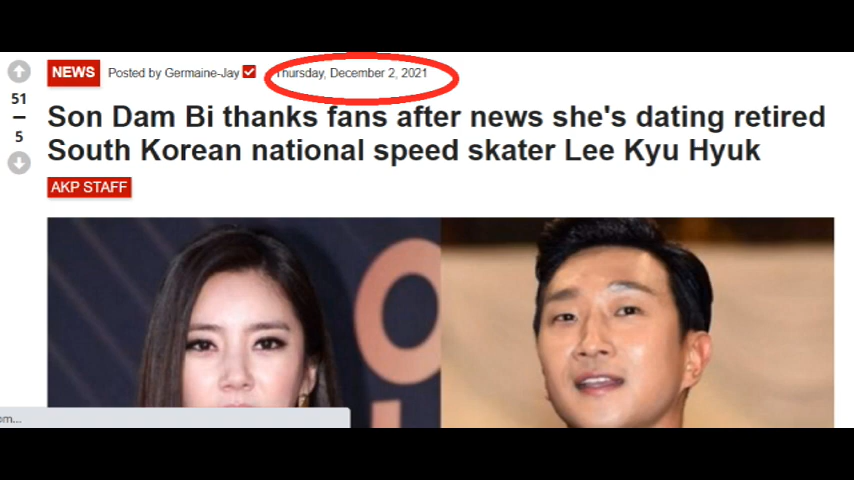 NEWS Posted by Germaine-Jay Thursday, December 2, 2021
51
5
Son Dam Bi thanks fans after news she's dating retired
South Korean national speed skater Lee Kyu Hyuk
AKP STAFF
om...